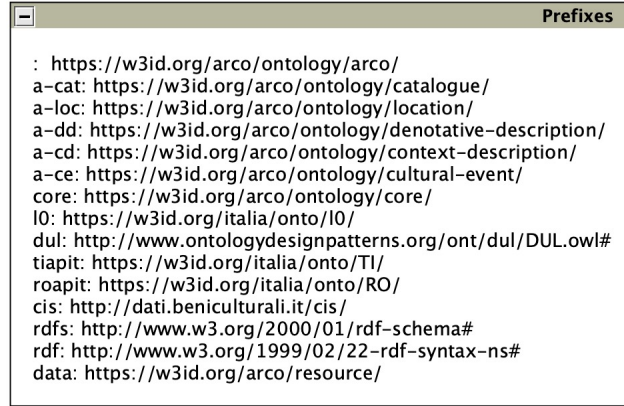 Prefixes
: https://w3id.org/arco/ontology/arco/
a-cat: https://w3id.org/arco/ontology/catalogue/
a-loc: https://w3id.org/arco/ontology/location/
a-dd: https://w3id.org/arco/ontology/denotative-description/
a-cd: https://w3id.org/arco/ontology/context-description/
a-ce: https://w3id.org/arco/ontology/cultural-event/
core: https://w3id.org/arco/ontology/core/
l0: https://w3id.org/italia/onto/l0/
dul: http://www.ontologydesignpatterns.org/ont/dul/DUL.owl#
tiapit: https://w3id.org/italia/onto/TI/
roapit: https://w3id.org/italia/onto/RO/
cis: http://dati.beniculturali.it/cis/
rdfs: http://www.w3.org/2000/01/rdf-schema#
rdf: http://www.w3.org/1999/02/22-rdf-syntax-ns#
data: https://w3id.org/arco/resource/